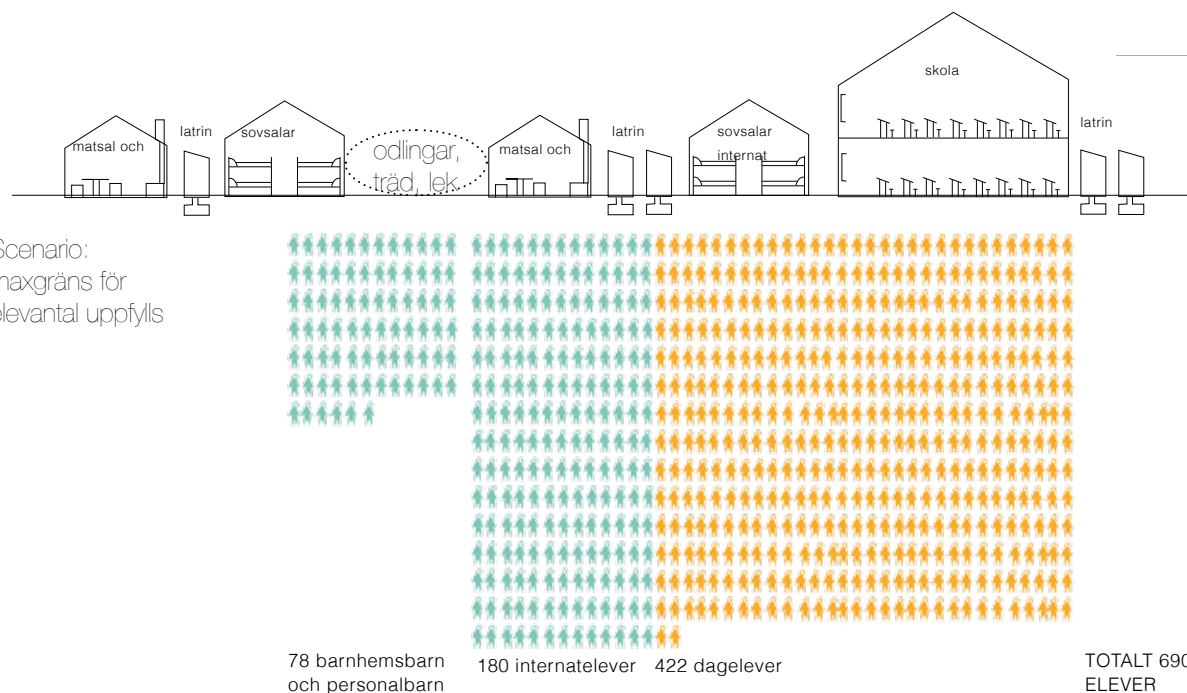 skola
matsal och
latrin
sovsalar
odlingar,
träd, lek
matsal och
latrin
sovsalar
internat
latrin
Scenario:
maxgräns för
elevantal uppfylls
78 barnhemsbarn
och personalbarn
180 internatelever
422 dagelever
TOTALT 690
ELEVER